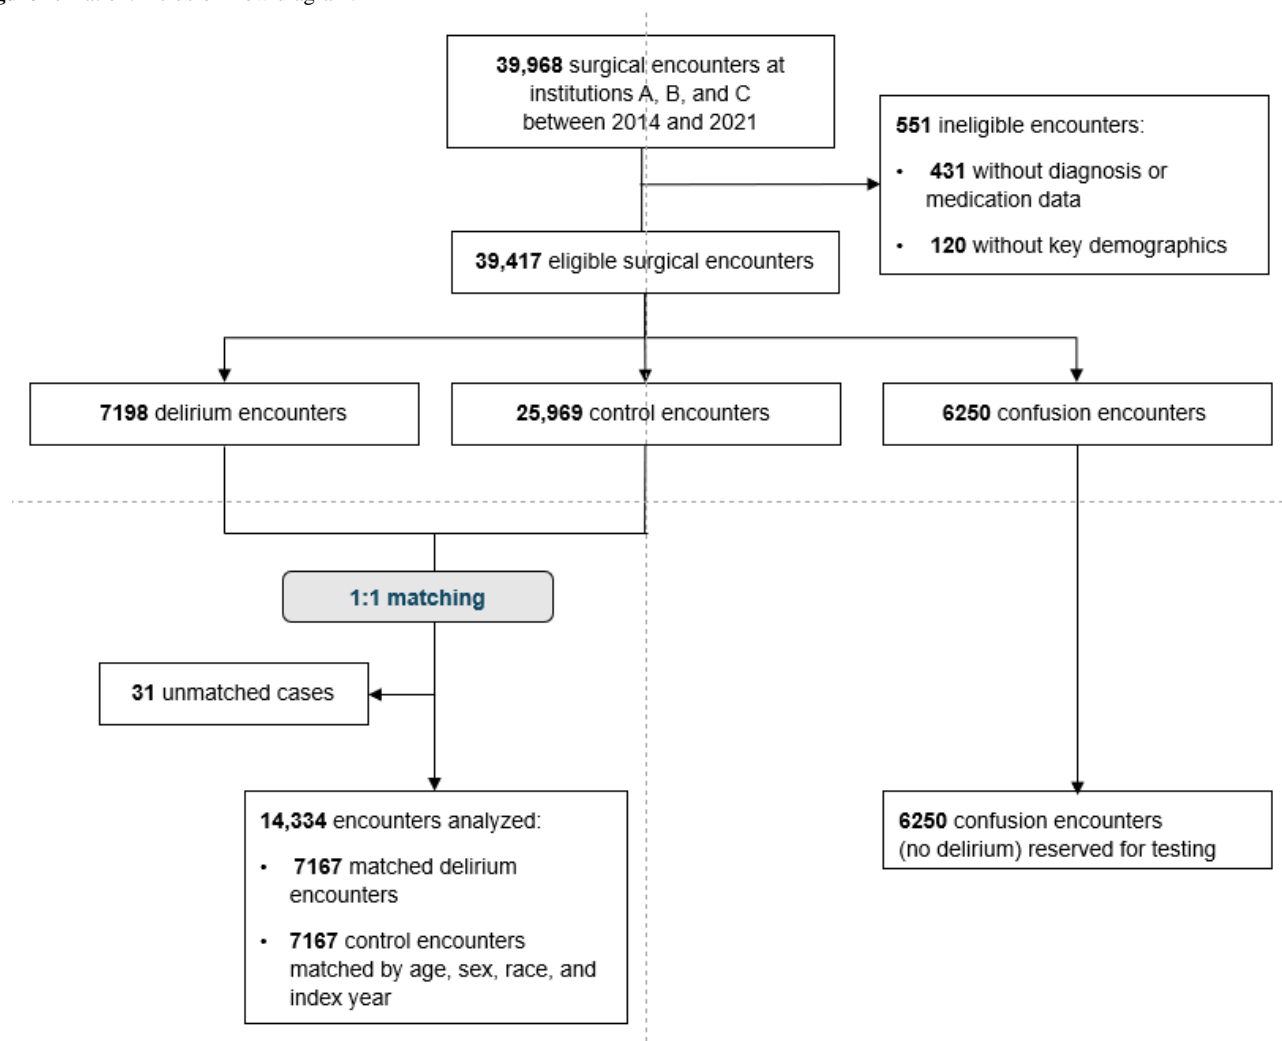 39,968 surgical encounters at
institutions A, B, and C
between 2014 and 2021
551 ineligible encounters:
• 431 without diagnosis or
medication data
• 120 without key demographics
39,417 eligible surgical encounters
7198 delirium encounters
25,969 control encounters
6250 confusion encounters
1:1 matching
31 unmatched cases
14,334 encounters analyzed:
• 7167 matched delirium
encounters
• 7167 control encounters
matched by age, sex, race, and
index year
6250 confusion encounters
(no delirium) reserved for testing